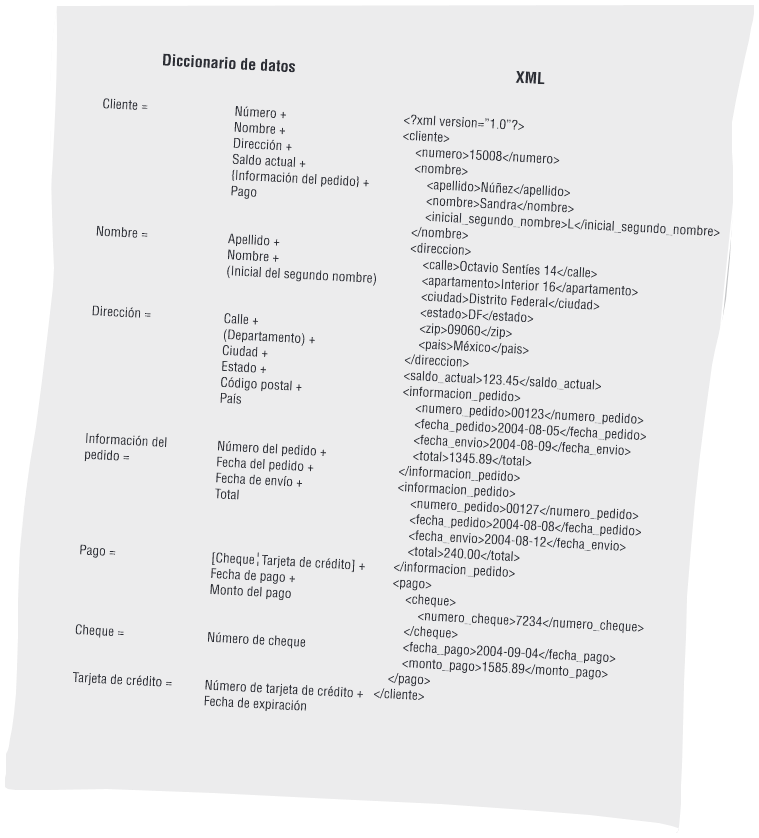 Diccionario de datos
Cliente =
Número +
Nombre +
Dirección +
Saldo actual +
{Información del pedido} +
Pago
Nombre =
Apellido +
Nombre +
(Inicial del segundo nombre)
Dirección =
Calle +
(Departamento) +
Ciudad +
Estado +
Código postal +
País
Información del
pedido =
Número del pedido +
Fecha del pedido +
Fecha de envío +
Total
Pago =
[Cheque¦Tarjeta de crédito] +
Fecha de pago +
Monto del pago
Cheque =
Número de cheque
Tarjeta de crédito =
Número de tarjeta de crédito +
Fecha de expiración
XML
<?xml version="1.0"?>
<cliente>
<numero>15008</numero>
<nombre>
<apellido>Núñez</apellido>
<nombre>Sandra</nombre>
<inicial_segundo_nombre>L</inicial_segundo_nombre>
</nombre>
<direccion>
<calle>Octavio Sentíes 14</calle>
<apartamento>Interior 16</apartamento>
<ciudad>Distrito Federal</ciudad>
<estado>DF</estado>
<zip>09060</zip>
<pais>México</pais>
</direccion>
<saldo_actual>123.45</saldo_actual>
<informacion_pedido>
<numero_pedido>00123</numero_pedido>
<fecha_pedido>2004-08-05</fecha_pedido>
<fecha_envio>2004-08-09</fecha_envio>
<total>1345.89</total>
</informacion_pedido>
<informacion_pedido>
<numero_pedido>00127</numero_pedido>
<fecha_pedido>2004-08-08</fecha_pedido>
<fecha_envio>2004-08-12</fecha_envio>
<total>240.00</total>
</informacion_pedido>
<pago>
<cheque>
<numero_cheque>7234</numero_cheque>
</cheque>
<fecha_pago>2004-09-04</fecha_pago>
<monto_pago>1585.89</monto_pago>
</pago>
</cliente>